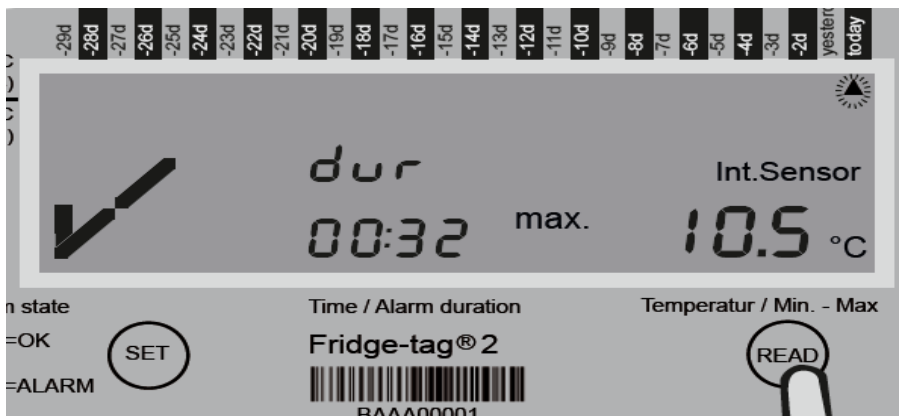 -29d -28d -27d -26d -25d -24d -23d -22d -21d -20d -19d -18d -17d -16d -15d -14d -13d -12d -11d -10d -9d -8d -7d -6d -5d -4d -3d -2d today
dur
Int.Sensor
00:32 max. 10.5 °C
state
Time / Alarm duration
Temperatur / Min. - Max
=OK
SET
Fridge-tag® 2
READ
=ALARM
BAAA00001